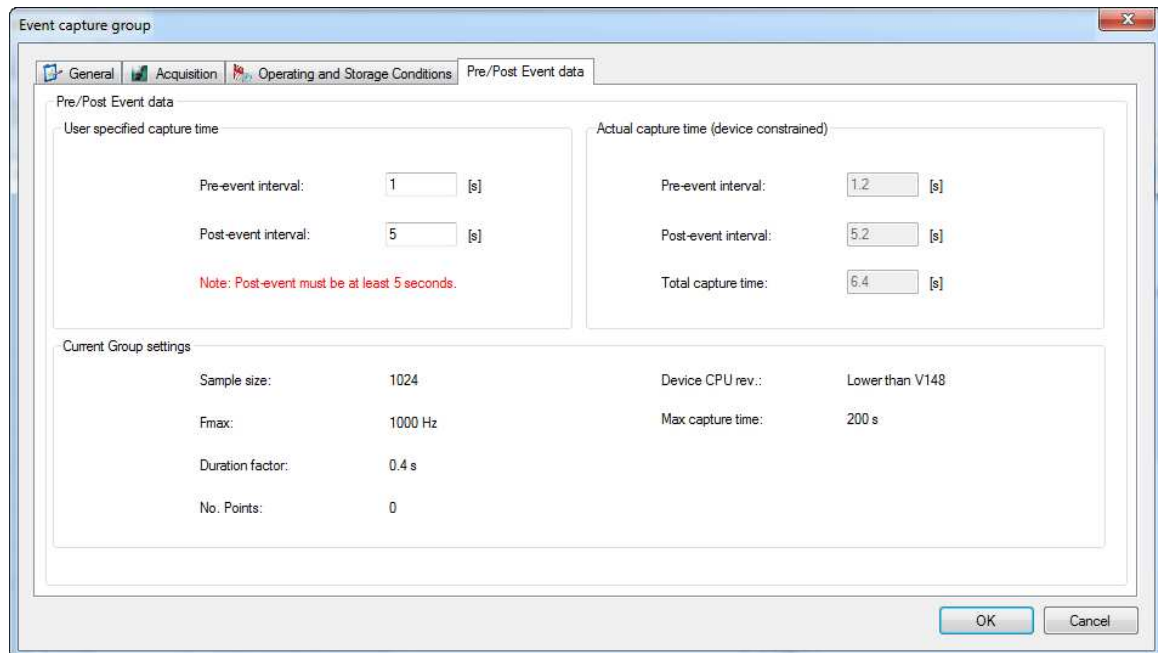 Event capture group
General Acquisition Operating and Storage Conditions Pre/Post Event data
Pre/Post Event data
User specified capture time
Pre-event interval: 1 [s]
Post-event interval: 5 [s]
Note: Post-event must be at least 5 seconds.
Actual capture time (device constrained)
Pre-event interval: 1.2 [s]
Post-event interval: 5.2 [s]
Total capture time: 6.4 [s]
Current Group settings
Sample size: 1024
Fmax: 1000 Hz
Duration factor: 0.4 s
No. Points: 0
Device CPU rev.: Lower than V148
Max capture time: 200 s
OK Cancel